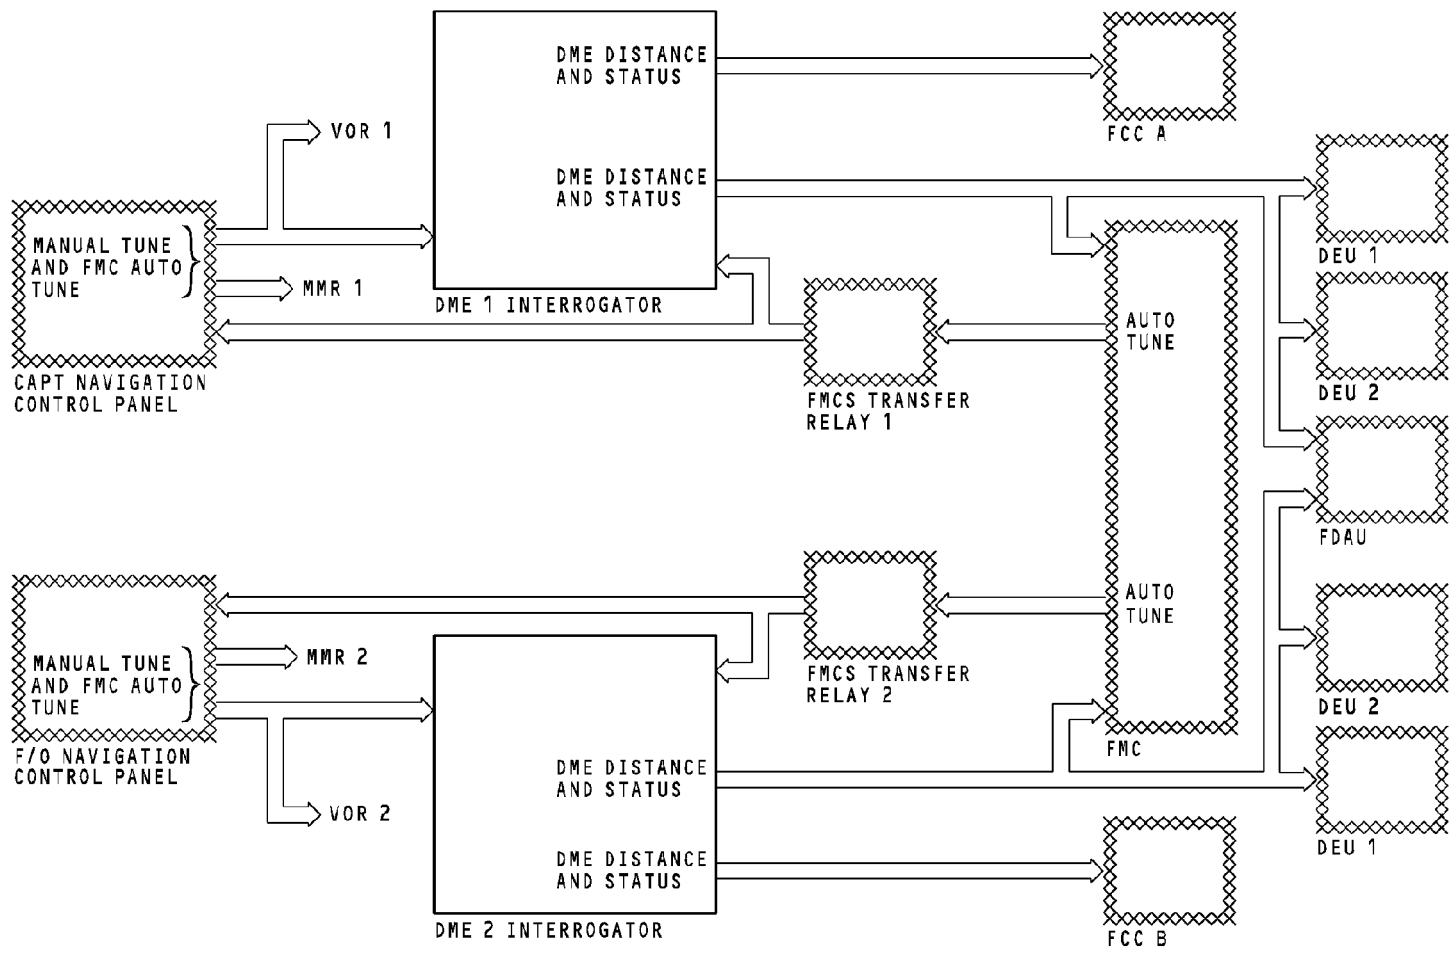 DME DISTANCE
AND STATUS
FCC A
VOR 1
DME DISTANCE
AND STATUS
MANUAL TUNE
AND FMC AUTO
TUNE
MMR 1
DEU 1
DME 1 INTERROGATOR
AUTO
TUNE
CAPT NAVIGATION
CONTROL PANEL
FMCS TRANSFER
RELAY 1
DEU 2
FDAU
AUTO
TUNE
MANUAL TUNE
AND FMC AUTO
TUNE
MMR 2
FMCS TRANSFER
RELAY 2
DEU 2
F/O NAVIGATION
CONTROL PANEL
FMC
DME DISTANCE
AND STATUS
VOR 2
DEU 1
DME DISTANCE
AND STATUS
DME 2 INTERROGATOR
FCC B